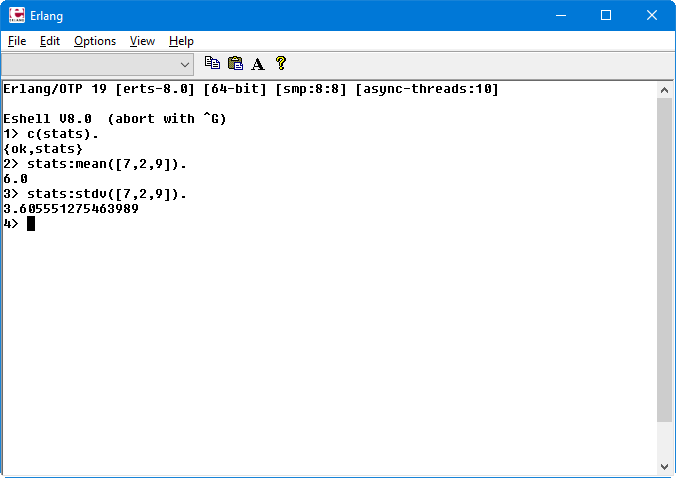 Erlang
File Edit Options View Help
Erlang/OTP 19 [erts-8.0] [64-bit] [smp:8:8] [async-threads:10]
Eshell V8.0  (abort with ^G)
1> c(stats).
{ok,stats}
2> stats:mean([7,2,9]).
6.0
3> stats:stdv([7,2,9]).
3.605551275463989
4>